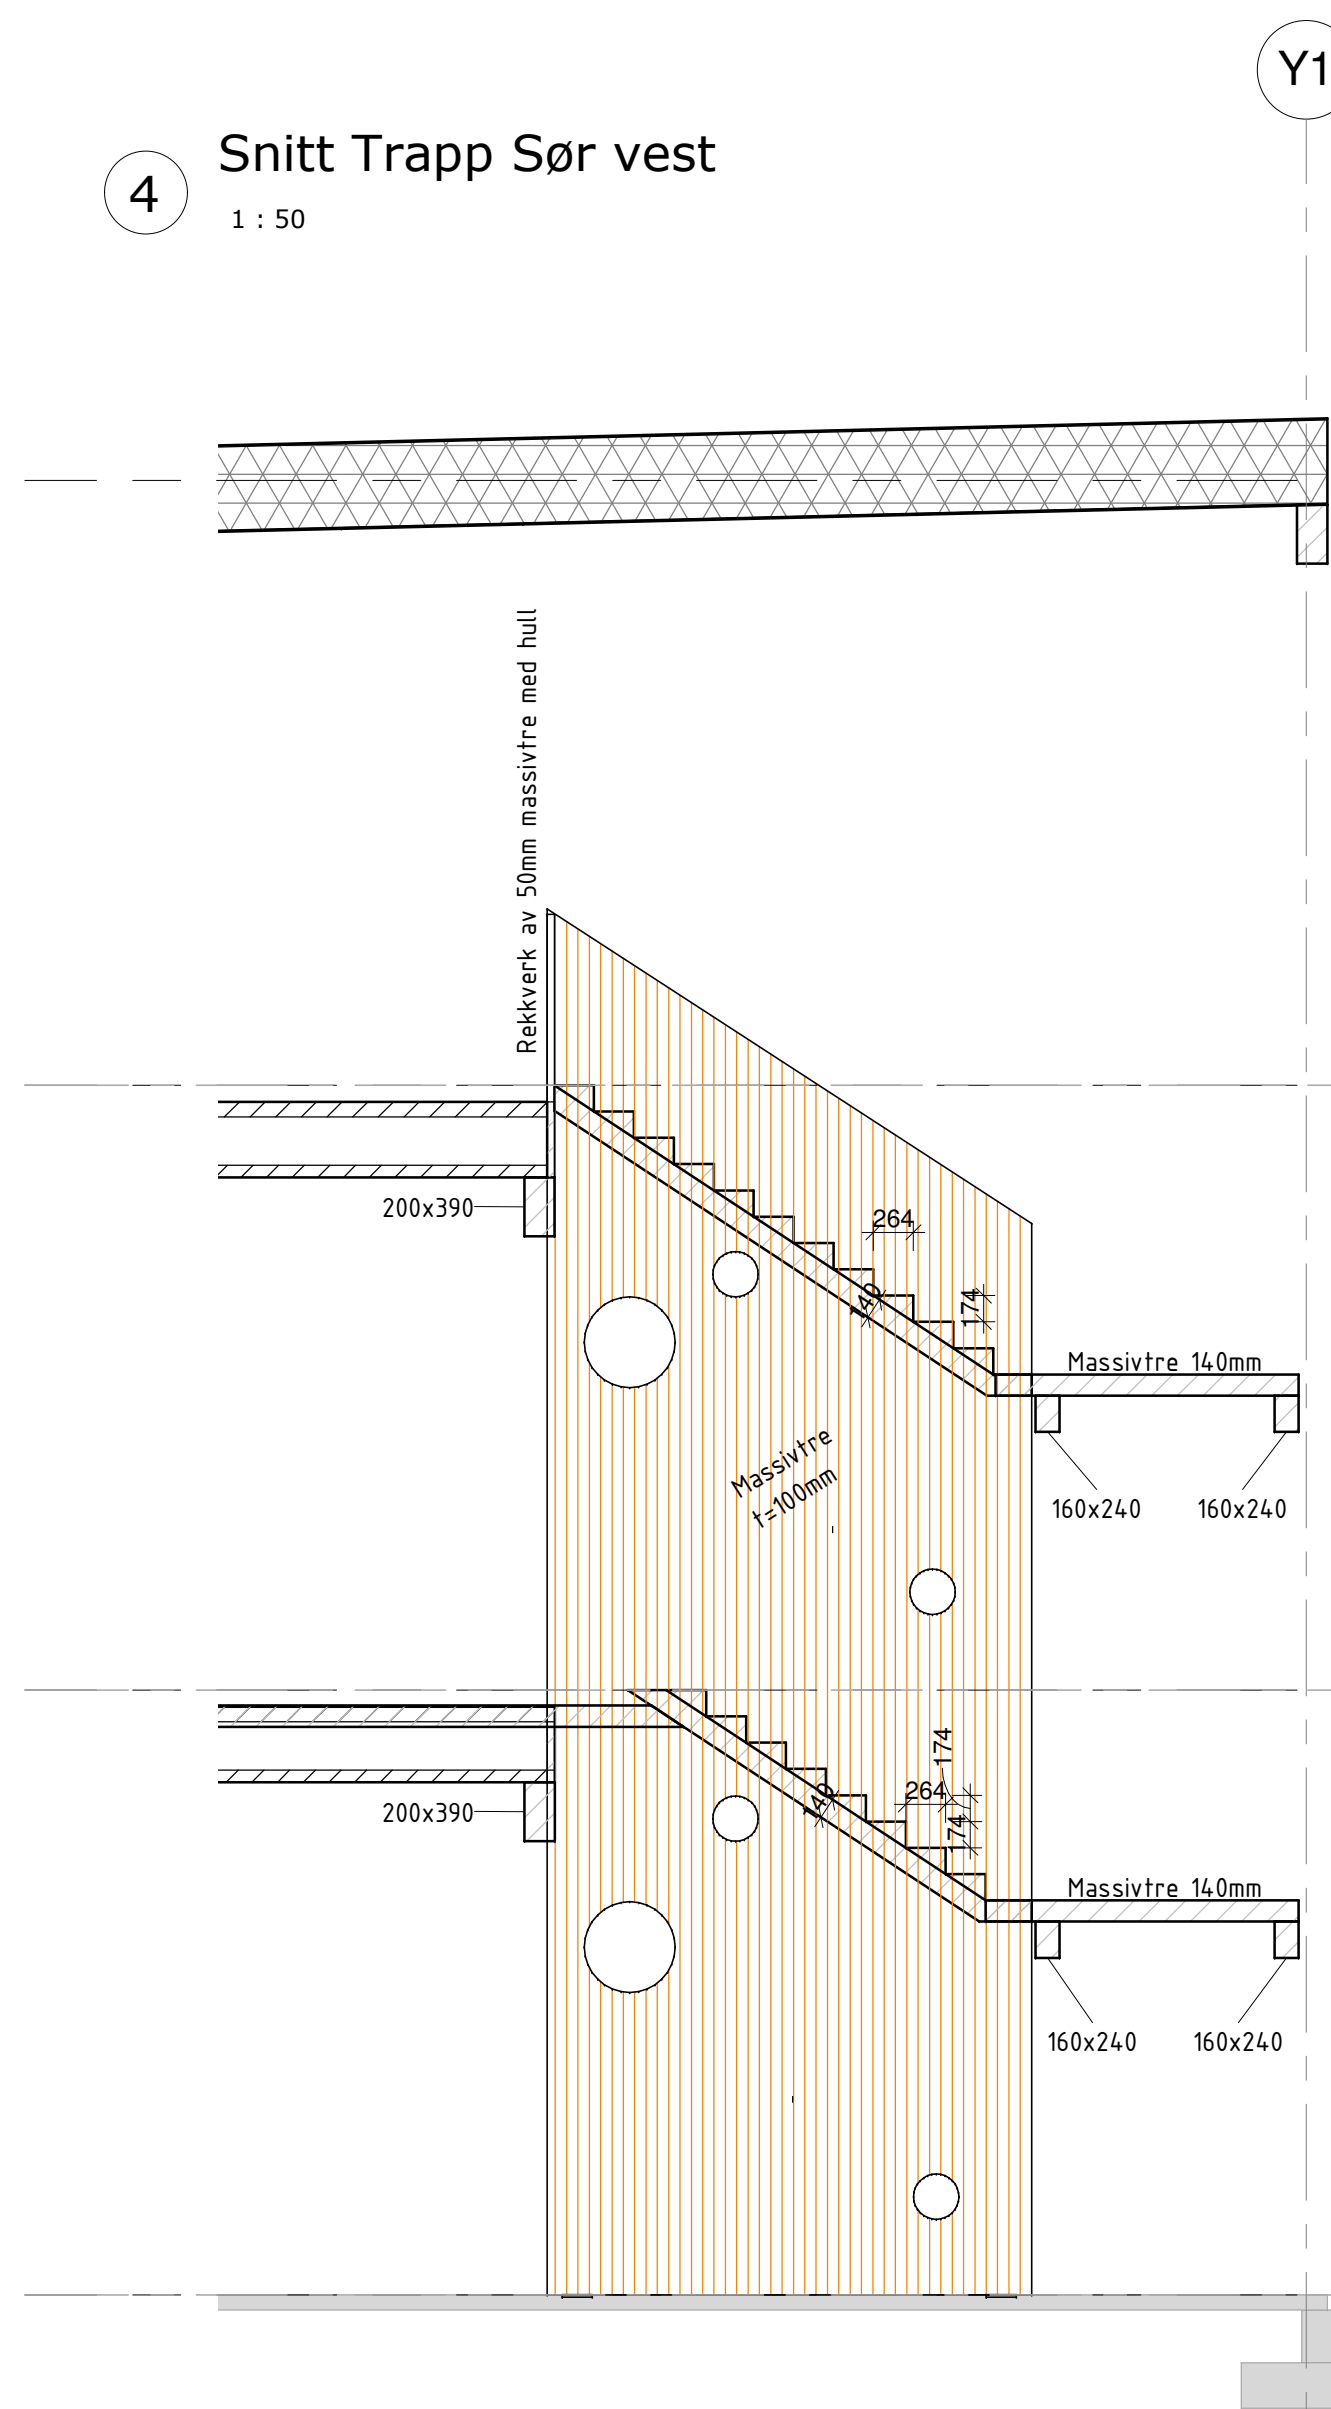 Y1
4
Snitt Trapp Sør vest
1 : 50
Rekkverk av 50mm massivtre med hull
200x390
264
140
174
Massivtre 140mm
160x240
160x240
Massivtre
t=100mm
174
264
140
174
200x390
Massivtre 140mm
160x240
160x240